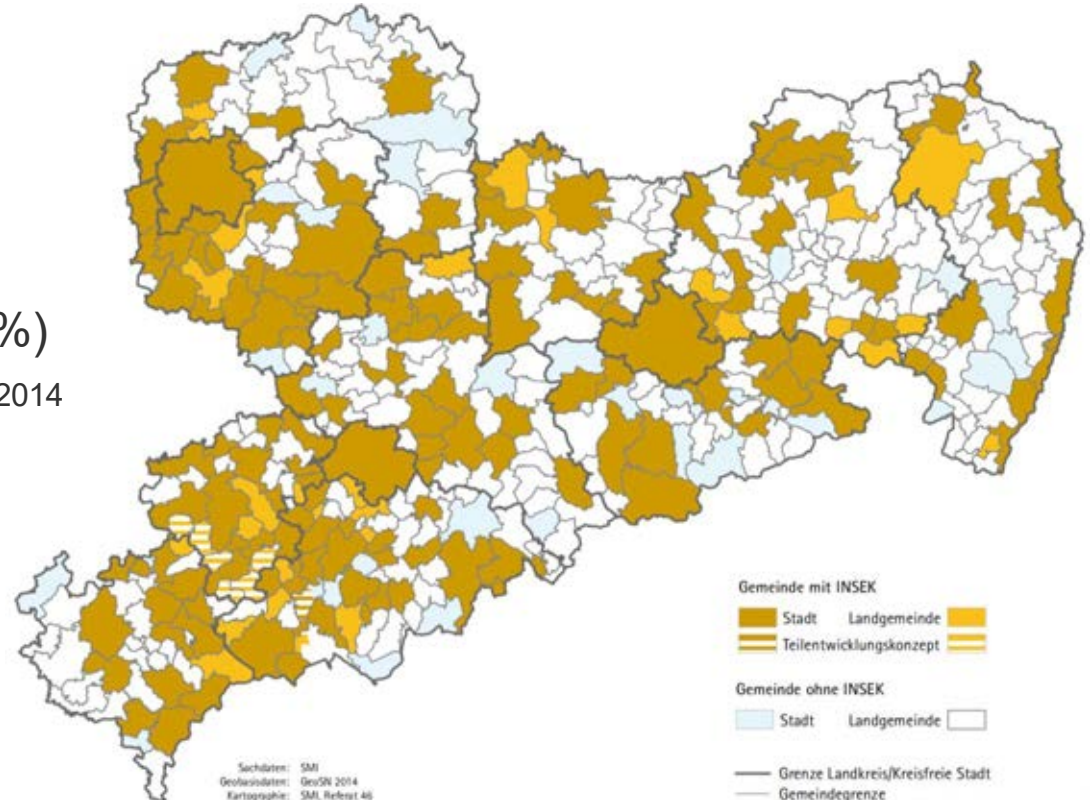 %)
2014
Gemeinde mit INSEK
Stadt Landgemeinde
Teilentwicklungskonzept
Gemeinde ohne INSEK
Stadt Landgemeinde
Grenze Landkreis/Kreisfreie Stadt
Gemeindegrenze
Sachdaten: SMI
Geobasisdaten: GeoSN 2014
Kartographie: SMI, Referat 46